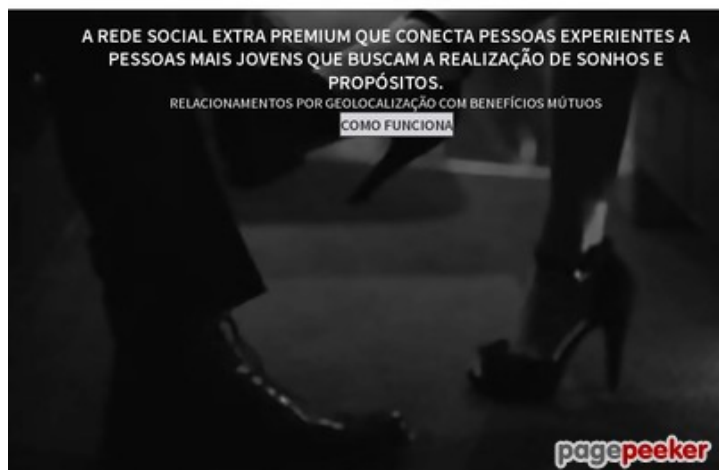 A REDE SOCIAL EXTRA PREMIUM QUE CONECTA PESSOAS EXPERIENTES A
PESSOAS MAIS JOVENS QUE BUSCAM A REALIZAÇÃO DE SONHOS E
PROPÓSITOS.
RELACIONAMENTOS POR GEOLOCALIZAÇÃO COM BENEFÍCIOS MÚTUOS
COMO FUNCIONA
pagepeeker